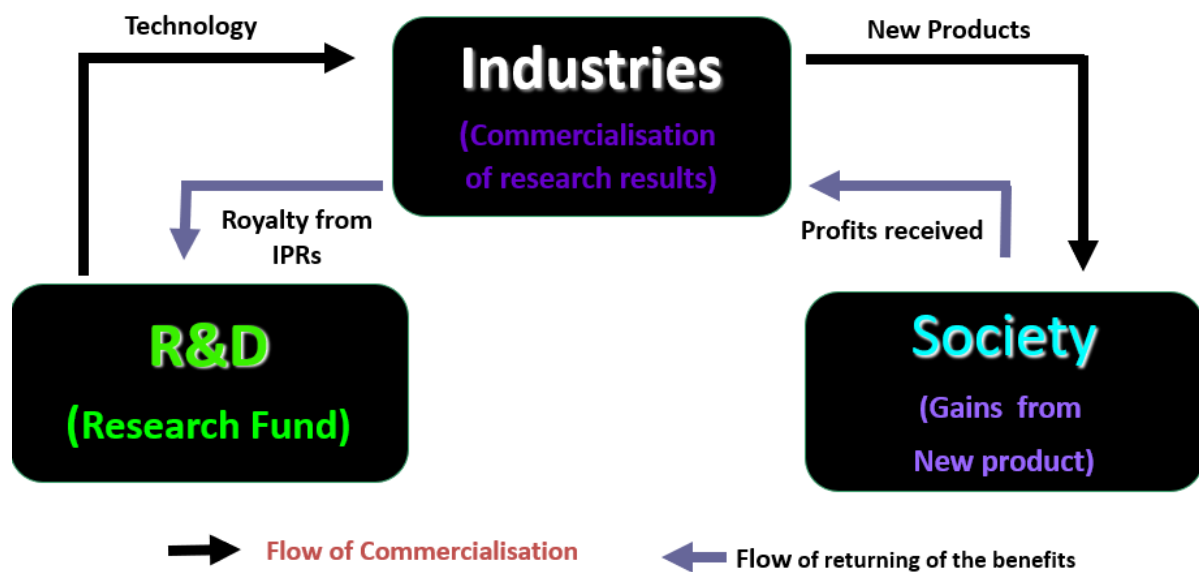 Technology
New Products
Industries
(Commercialisation
of research results)
Royalty from
IPRs
Profits received
R&D
(Research Fund)
Society
(Gains from
New product)
Flow of Commercialisation
Flow of returning of the benefits